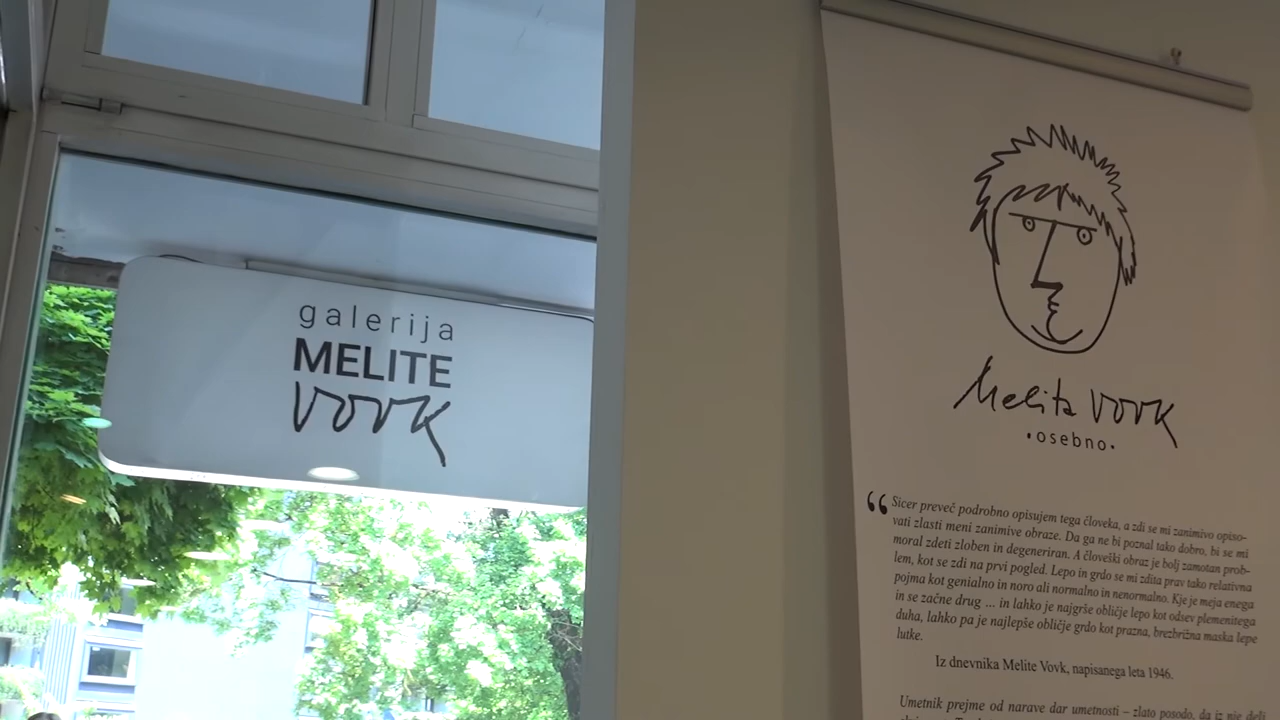 galerija
MELITE
VOVK
Melita Vovk
•osebno•
“Sicer preveč podrobno opisujem tega človeka, a zdi se mi zanimivo opiso-
vati zlasti meni zanimive obraze. Da ga ne bi poznal tako dobro, bi se mi
moral zdeti zloben in degeneriran. A človeški obraz je bolj zamotan prob-
lem, kot se zdi na prvi pogled. Lepo in grdo se mi zdita prav tako relativna
pojma kot genialno in noro ali normalno in nenormalno. Kje je meja enega
in se začne drug ... in lahko je najgrše obličje lepo kot odsev plemenitega
duha, lahko pa je najlepše obličje grdo kot prazna, brezbrižna maska lepe
lutke.
Iz dnevnika Melite Vovk, napisanega leta 1946.
Umetnik prejme od narave dar umetnosti – zlato posodo, da iz nje deli